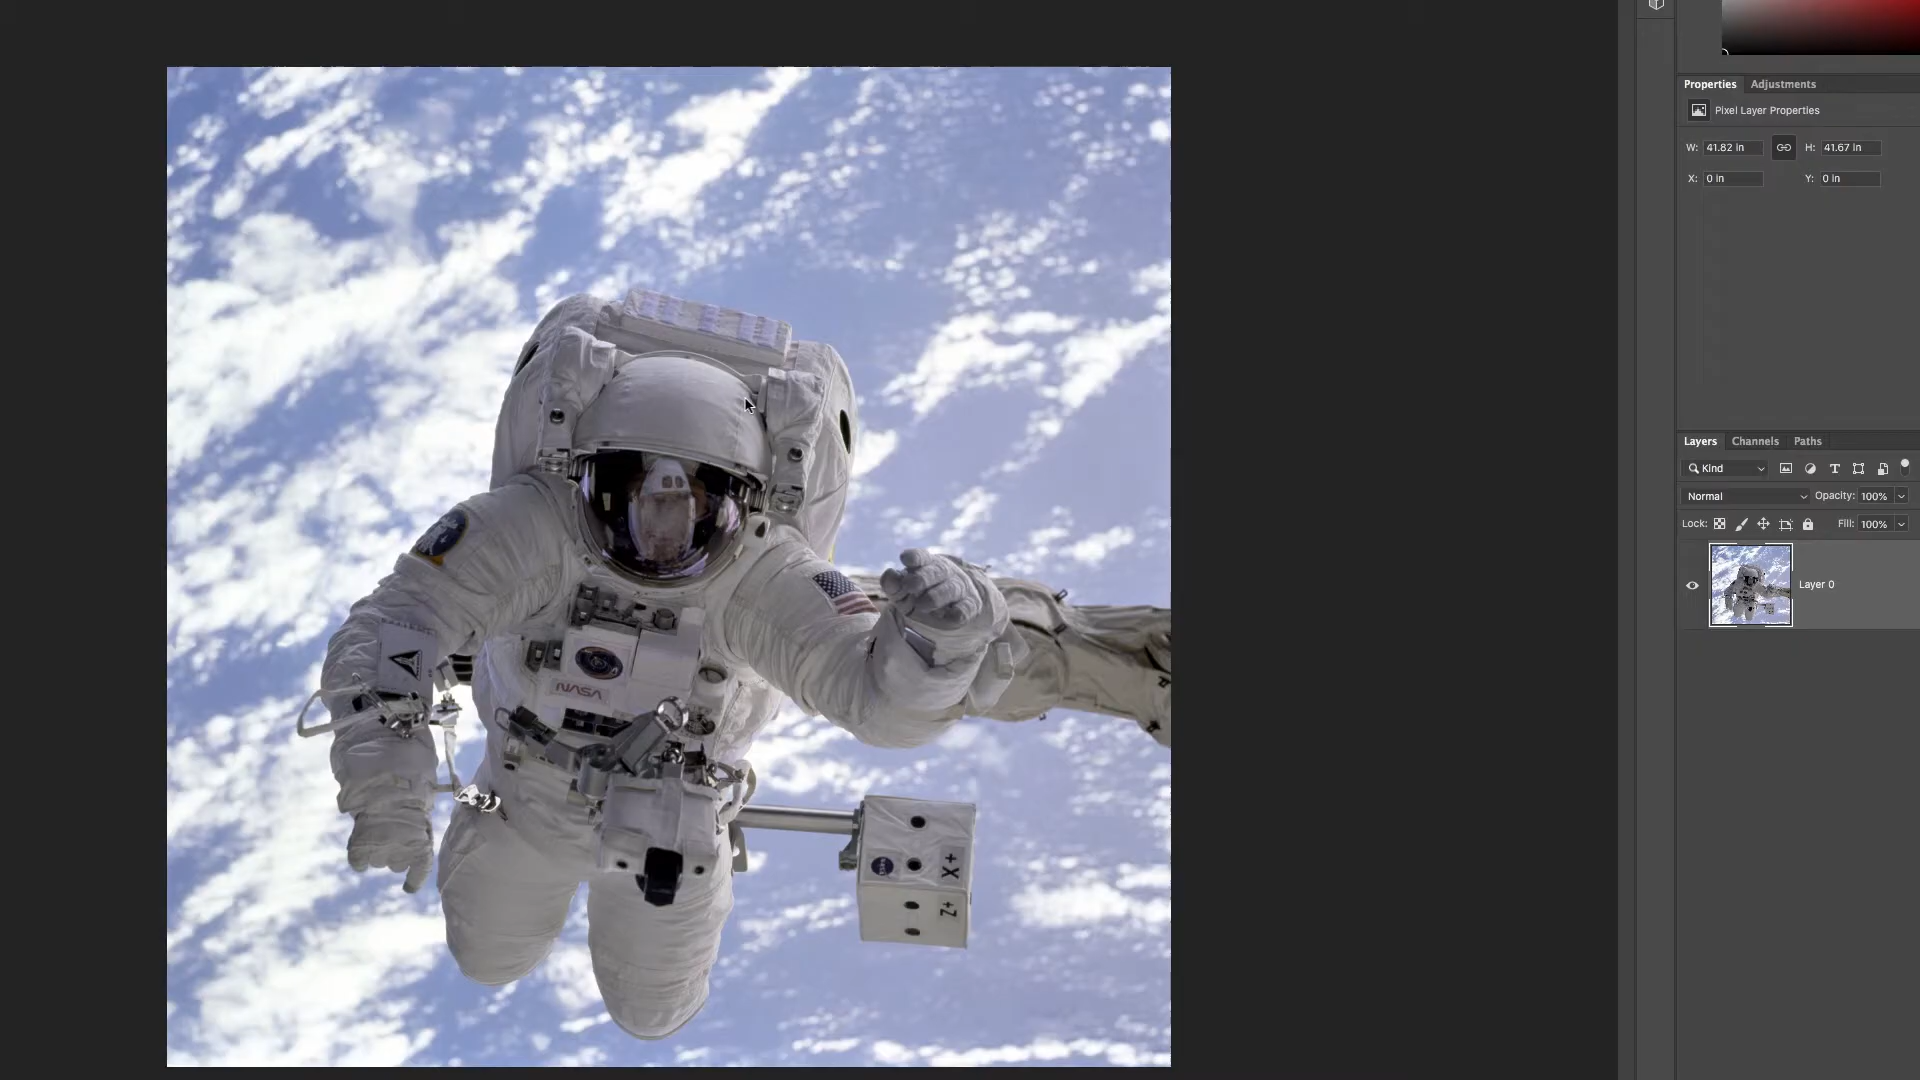 Properties Adjustments
Pixel Layer Properties
W: 41.82 in H: 41.67 in
X: 0 in Y: 0 in
Layers Channels Paths
Kind
Normal Opacity: 100%
Lock: Fill: 100%
Layer 0
NASA
+X
+Z